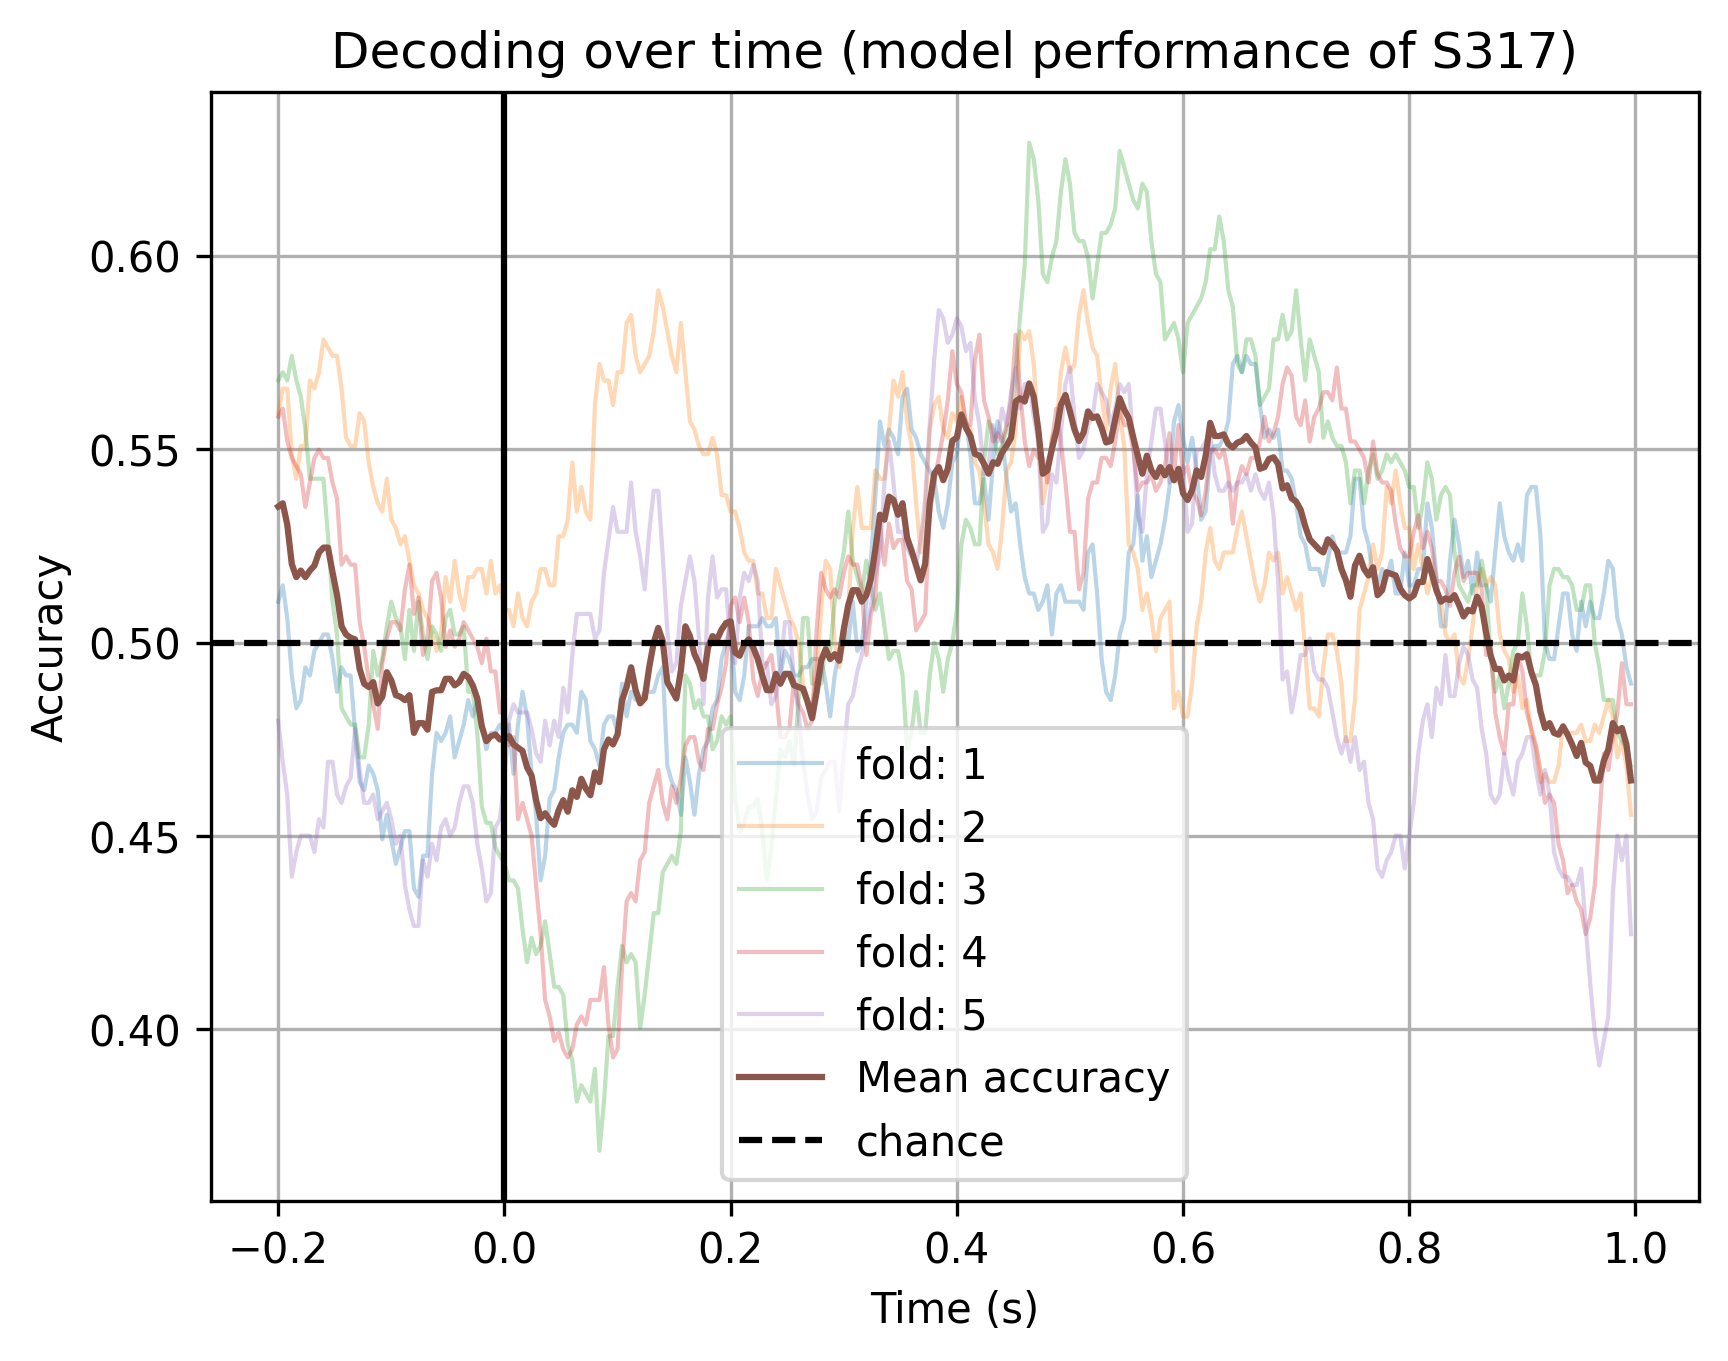 Decoding over time (model performance of S317)
Accuracy
0.60
0.55
0.50
0.45
0.40
fold: 1
fold: 2
fold: 3
fold: 4
fold: 5
Mean accuracy
chance
−0.2 0.0 0.2 0.4 0.6 0.8 1.0
Time (s)